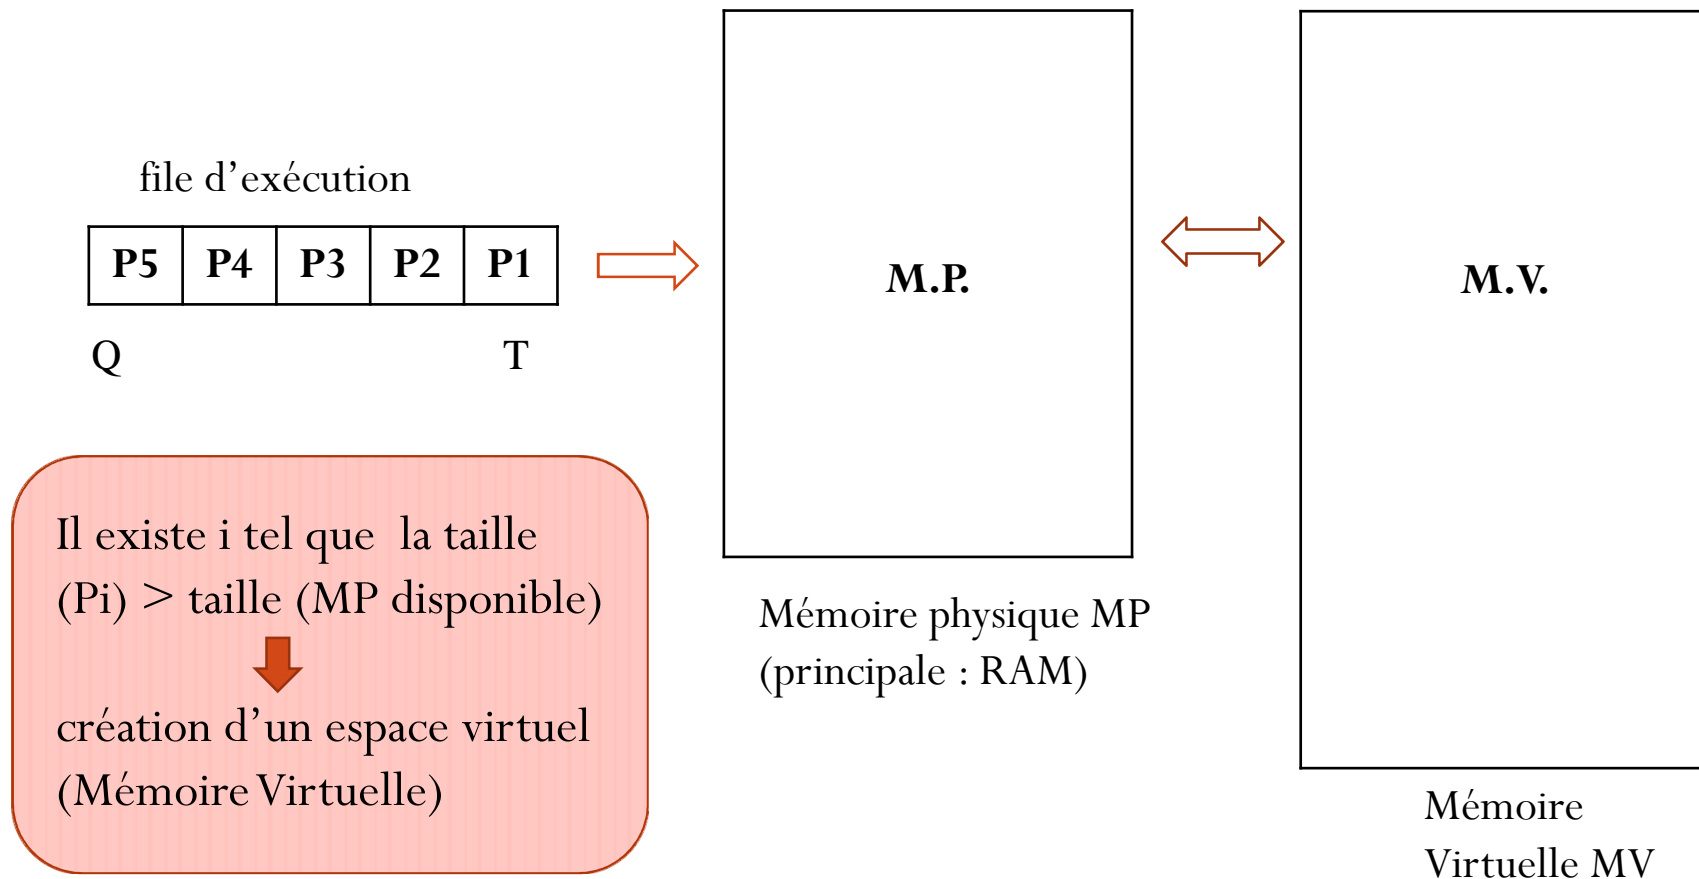 file d’exécution
P5 P4 P3 P2 P1
Q T
M.P.
M.V.
Il existe i tel que la taille
(Pi) > taille (MP disponible)
création d’un espace virtuel
(Mémoire Virtuelle)
Mémoire physique MP
(principale : RAM)
Mémoire
Virtuelle MV